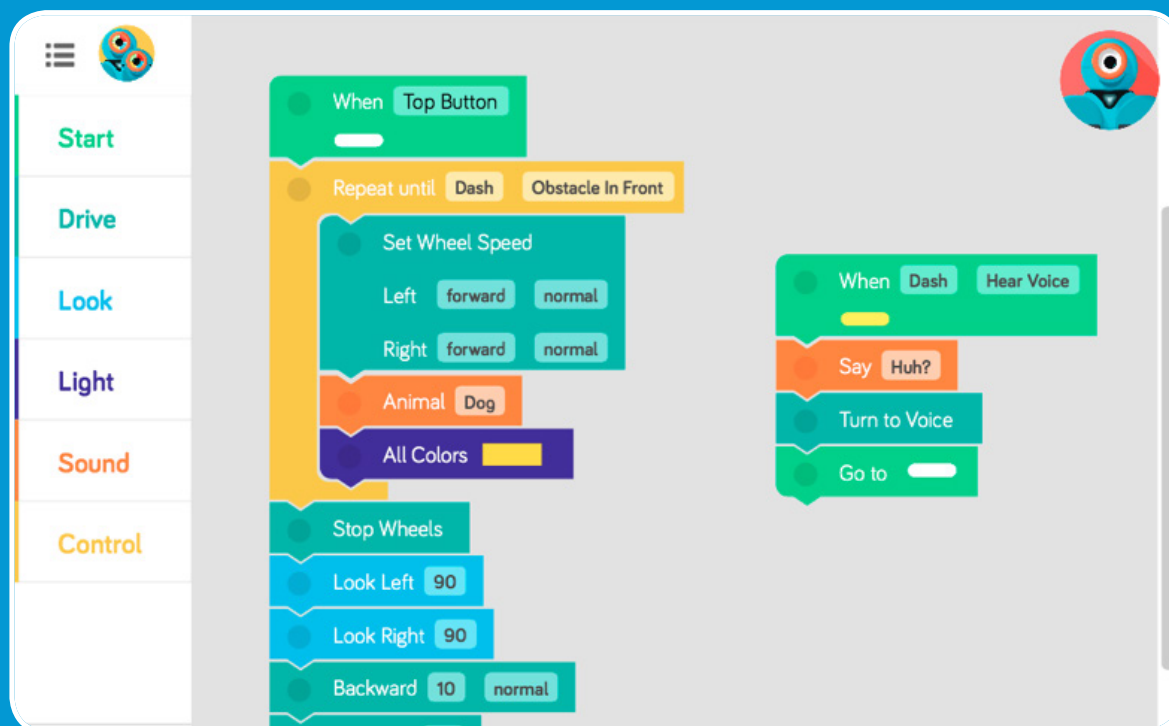 Start
Drive
Look
Light
Sound
Control
When Top Button
Repeat until Dash Obstacle In Front
Set Wheel Speed
Left forward normal
Right forward normal
Animal Dog
All Colors
Stop Wheels
Look Left 90
Look Right 90
Backward 10 normal
When Dash Hear Voice
Say Huh?
Turn to Voice
Go to